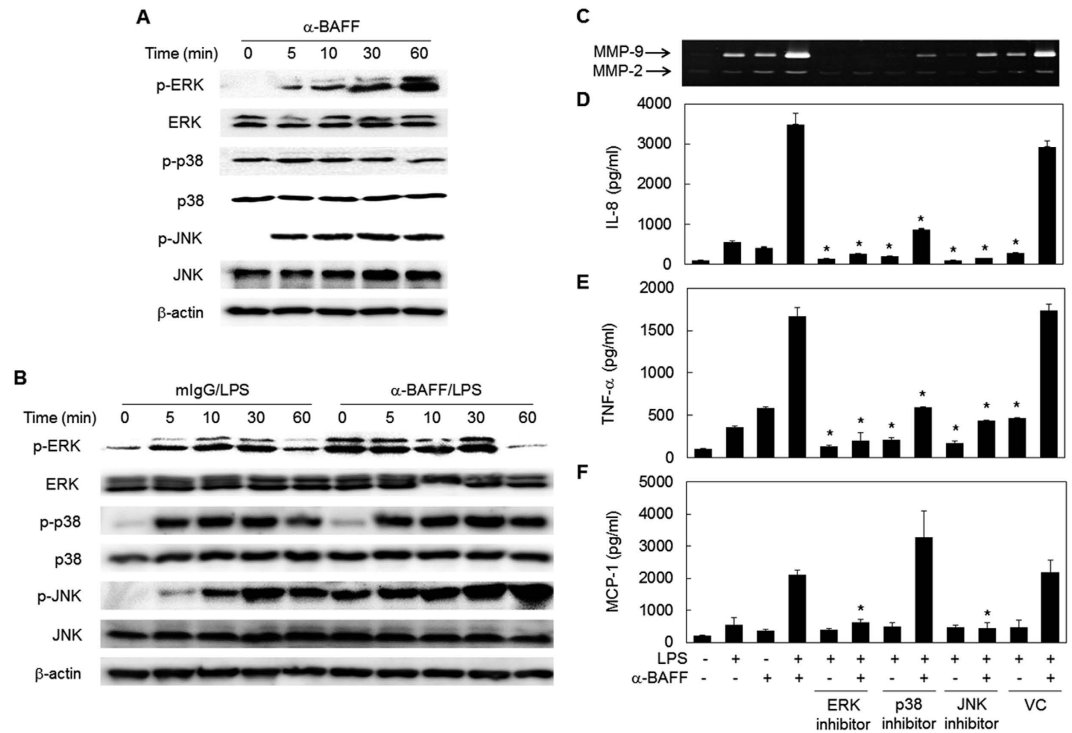 A
α-BAFF
Time (min) 0 5 10 30 60
p-ERK
ERK
p-p38
p38
p-JNK
JNK
β-actin
B
mIgG/LPS α-BAFF/LPS
Time (min) 0 5 10 30 60 0 5 10 30 60
p-ERK
ERK
p-p38
p38
p-JNK
JNK
β-actin
C
MMP-9
MMP-2
D
IL-8 (pg/ml)
4000
3000
2000
1000
0
* * * * * * *
E
TNF-α (pg/ml)
2000
1500
1000
500
0
* * * * * * *
F
MCP-1 (pg/ml)
5000
4000
3000
2000
1000
0
* *
LPS - + - + + + + + + + + +
α-BAFF - - + + - + - + - + - +
ERK inhibitor
p38 inhibitor
JNK inhibitor
VC